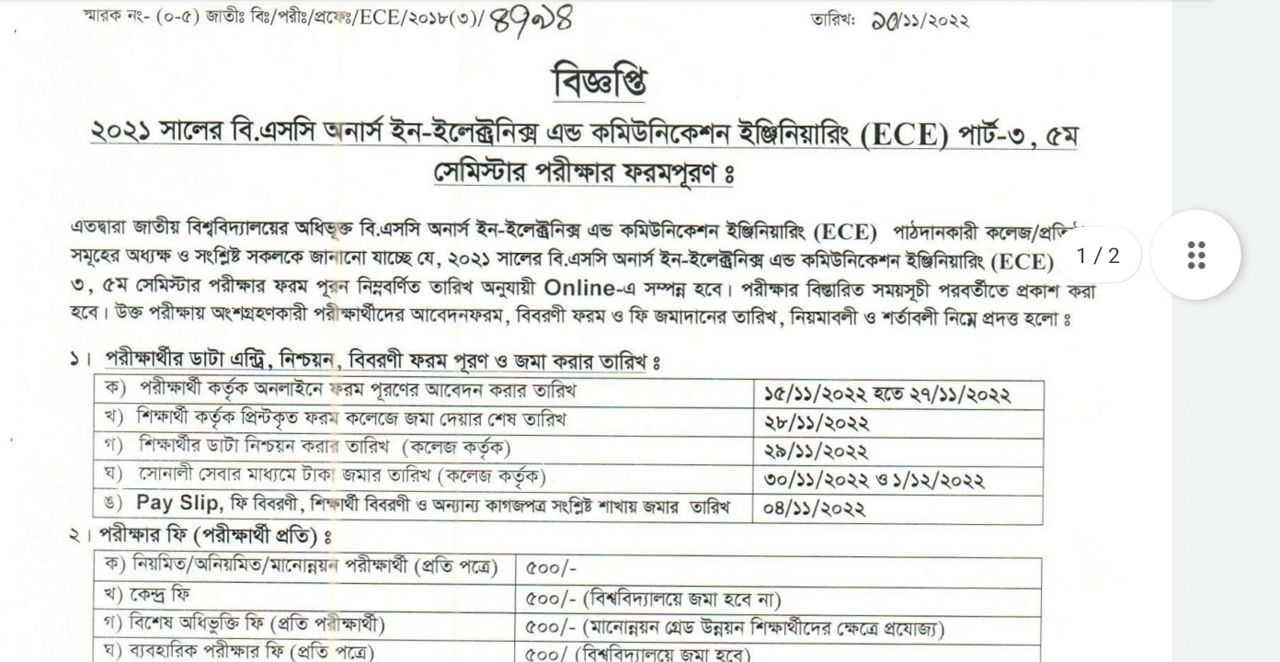 স্মারক নং- (০-৫) জাতীঃ বিঃ/পরীঃ/প্রফেঃ/ECE/২০১৮(৩)/ ৪৭৯৪ তারিখ: ১০/১১/২০২২
বিজ্ঞপ্তি
২০২১ সালের বি.এসসি অনার্স ইন-ইলেক্ট্রনিক্স এন্ড কমিউনিকেশন ইঞ্জিনিয়ারিং (ECE) পার্ট-৩, ৫ম
সেমিস্টার পরীক্ষার ফরমপূরণ ঃ
এতদ্বারা জাতীয় বিশ্ববিদ্যালয়ের অধিভূক্ত বি.এসসি অনার্স ইন-ইলেক্ট্রনিক্স এন্ড কমিউনিকেশন ইঞ্জিনিয়ারিং (ECE) পাঠদানকারী কলেজ/
সমূহের অধ্যক্ষ ও সংশ্লিষ্ট সকলকে জানানো যাচ্ছে যে, ২০২১ সালের বি.এসসি অনার্স ইন-ইলেক্ট্রনিক্স এন্ড কমিউনিকেশন ইঞ্জিনিয়ারিং (ECE) 1 / 2
৩, ৫ম সেমিস্টার পরীক্ষার ফরম পূরন নিম্নবর্ণিত তারিখ অনুযায়ী Online-এ সম্পন্ন হবে। পরীক্ষার বিস্তারিত সময়সূচী পরবর্তীতে প্রকাশ করা
হবে। উক্ত পরীক্ষায় অংশগ্রহণকারী পরীক্ষার্থীদের আবেদনফরম, বিবরণী ফরম ও ফি জমাদানের তারিখ, নিয়মাবলী ও শর্তাবলী নিম্নে প্রদত্ত হলো ঃ
১। পরীক্ষার্থীর ডাটা এন্ট্রি, নিশ্চয়ন, বিবরণী ফরম পূরণ ও জমা করার তারিখ ঃ
ক) পরীক্ষার্থী কর্তৃক অনলাইনে ফরম পূরণের আবেদন করার তারিখ ১৫/১১/২০২২ হতে ২৭/১১/২০২২
খ) শিক্ষার্থী কর্তৃক প্রিন্টকৃত ফরম কলেজে জমা দেয়ার শেষ তারিখ ২৮/১১/২০২২
গ) শিক্ষার্থীর ডাটা নিশ্চয়ন করার তারিখ (কলেজ কর্তৃক) ২৯/১১/২০২২
ঘ) সোনালী সেবার মাধ্যমে টাকা জমার তারিখ (কলেজ কর্তৃক) ৩০/১১/২০২২ ও ১/১২/২০২২
ঙ) Pay Slip, ফি বিবরণী, শিক্ষার্থী বিবরণী ও অন্যান্য কাগজপত্র সংশ্লিষ্ট শাখায় জমার তারিখ ০৪/১১/২০২২
২। পরীক্ষার ফি (পরীক্ষার্থী প্রতি) ঃ
ক) নিয়মিত/অনিয়মিত/মানোন্নয়ন পরীক্ষার্থী (প্রতি পত্রে) ৫০০/-
খ) কেন্দ্র ফি ৫০০/- (বিশ্ববিদ্যালয়ে জমা হবে না)
গ) বিশেষ অধিভুক্তি ফি (প্রতি পরীক্ষার্থী) ৫০০/- (মানোন্নয়ন গ্রেড উন্নয়ন শিক্ষার্থীদের ক্ষেত্রে প্রযোজ্য)
ঘ) ব্যবহারিক পরীক্ষার ফি (প্রতি পত্রে) ৫০০/ (বিশ্ববিদ্যালয়ে জমা হবে)